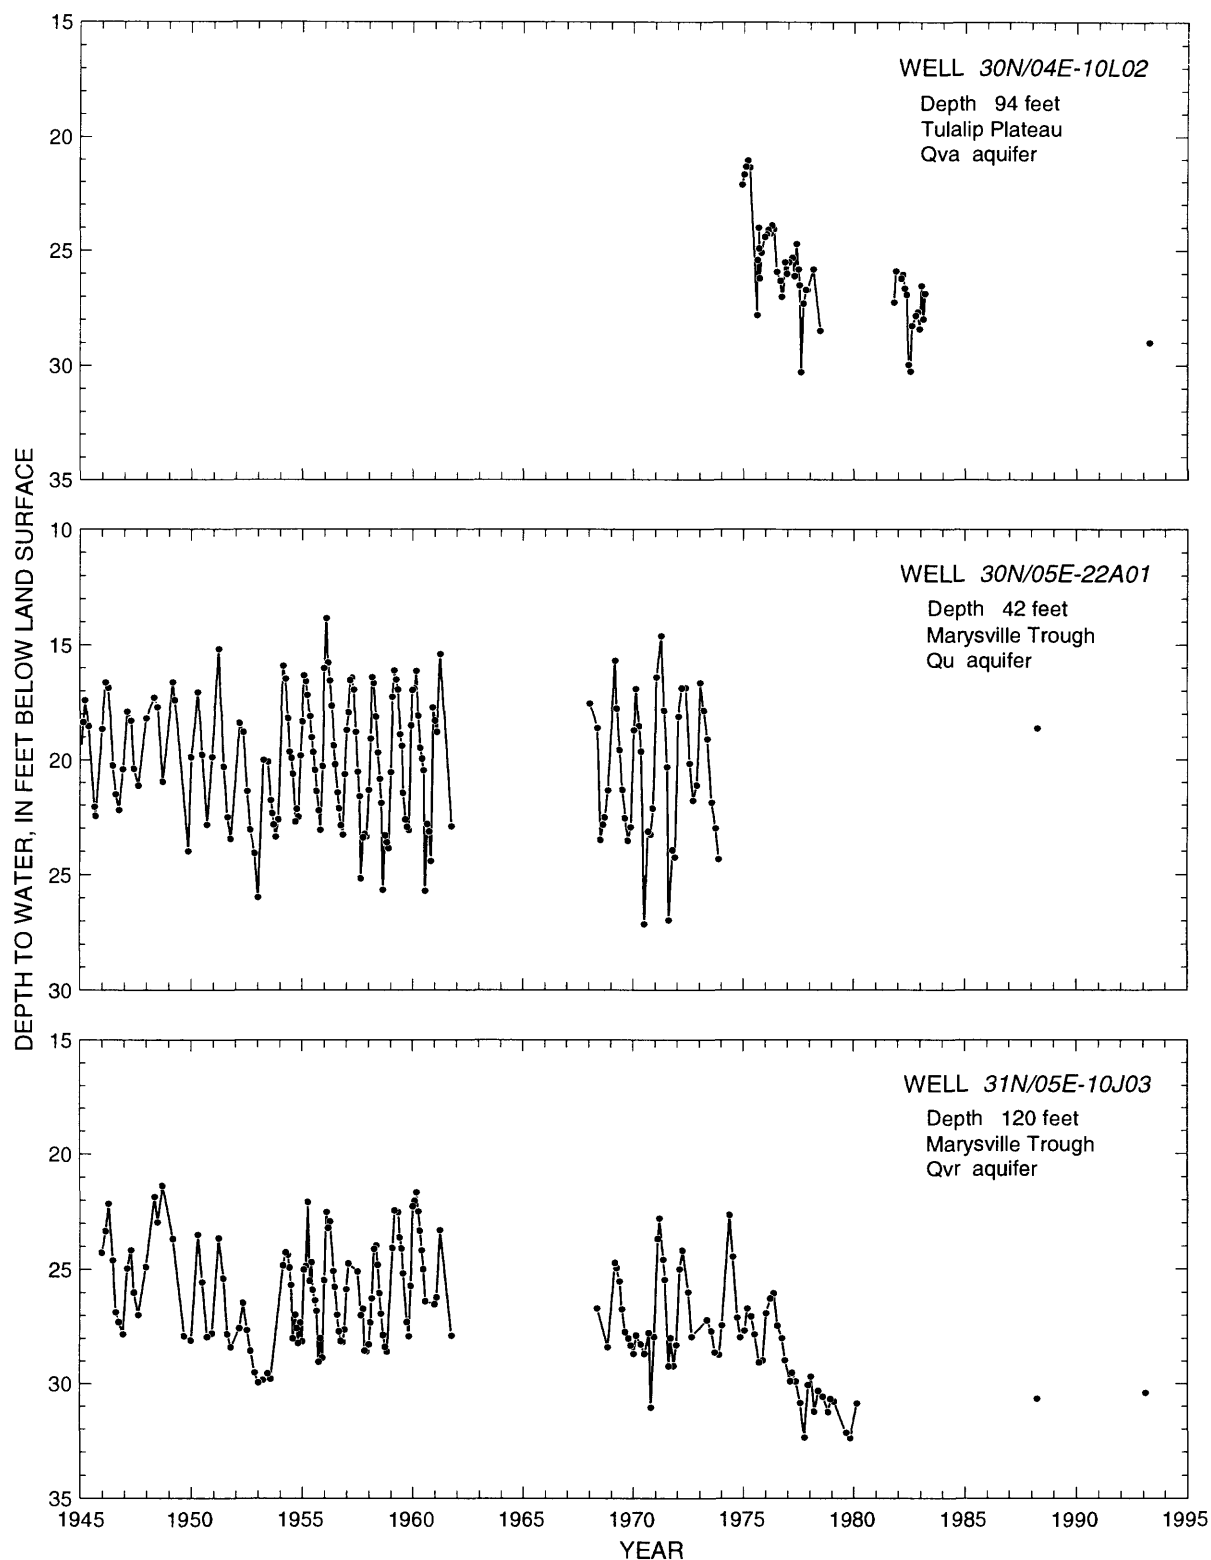 DEPTH TO WATER, IN FEET BELOW LAND SURFACE
15
20
25
30
35
WELL 30N/04E-10L02
Depth 94 feet
Tulalip Plateau
Qva aquifer
10
15
20
25
30
WELL 30N/05E-22A01
Depth 42 feet
Marysville Trough
Qu aquifer
15
20
25
30
35
WELL 31N/05E-10J03
Depth 120 feet
Marysville Trough
Qvr aquifer
1945 1950 1955 1960 1965 1970 1975 1980 1985 1990 1995
YEAR